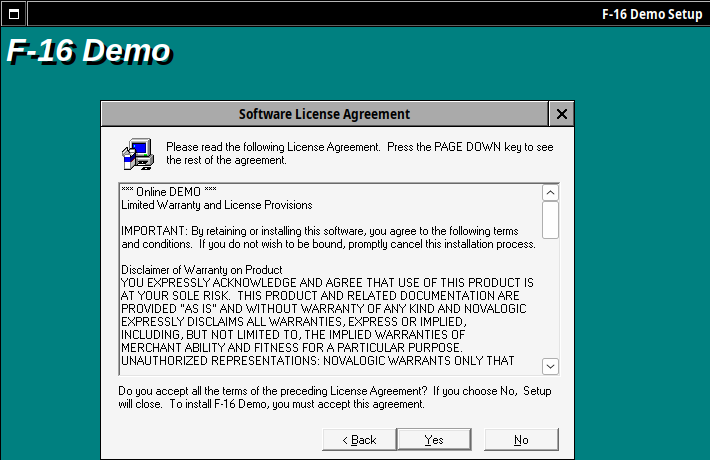 F-16 Demo Setup
F-16 Demo
Software License Agreement
Please read the following License Agreement. Press the PAGE DOWN key to see
the rest of the agreement.
*** Online DEMO ***
Limited Warranty and License Provisions
IMPORTANT: By retaining or installing this software, you agree to the following terms
and conditions. If you do not wish to be bound, promptly cancel this installation process.
Disclaimer of Warranty on Product
YOU EXPRESSLY ACKNOWLEDGE AND AGREE THAT USE OF THIS PRODUCT IS
AT YOUR SOLE RISK. THIS PRODUCT AND RELATED DOCUMENTATION ARE
PROVIDED "AS IS" AND WITHOUT WARRANTY OF ANY KIND AND NOVALOGIC
EXPRESSLY DISCLAIMS ALL WARRANTIES, EXPRESS OR IMPLIED,
INCLUDING, BUT NOT LIMITED TO, THE IMPLIED WARRANTIES OF
MERCHANT ABILITY AND FITNESS FOR A PARTICULAR PURPOSE.
UNAUTHORIZED REPRESENTATIONS: NOVALOGIC WARRANTS ONLY THAT
Do you accept all the terms of the preceding License Agreement? If you choose No, Setup
will close. To install F-16 Demo, you must accept this agreement.
< Back Yes No